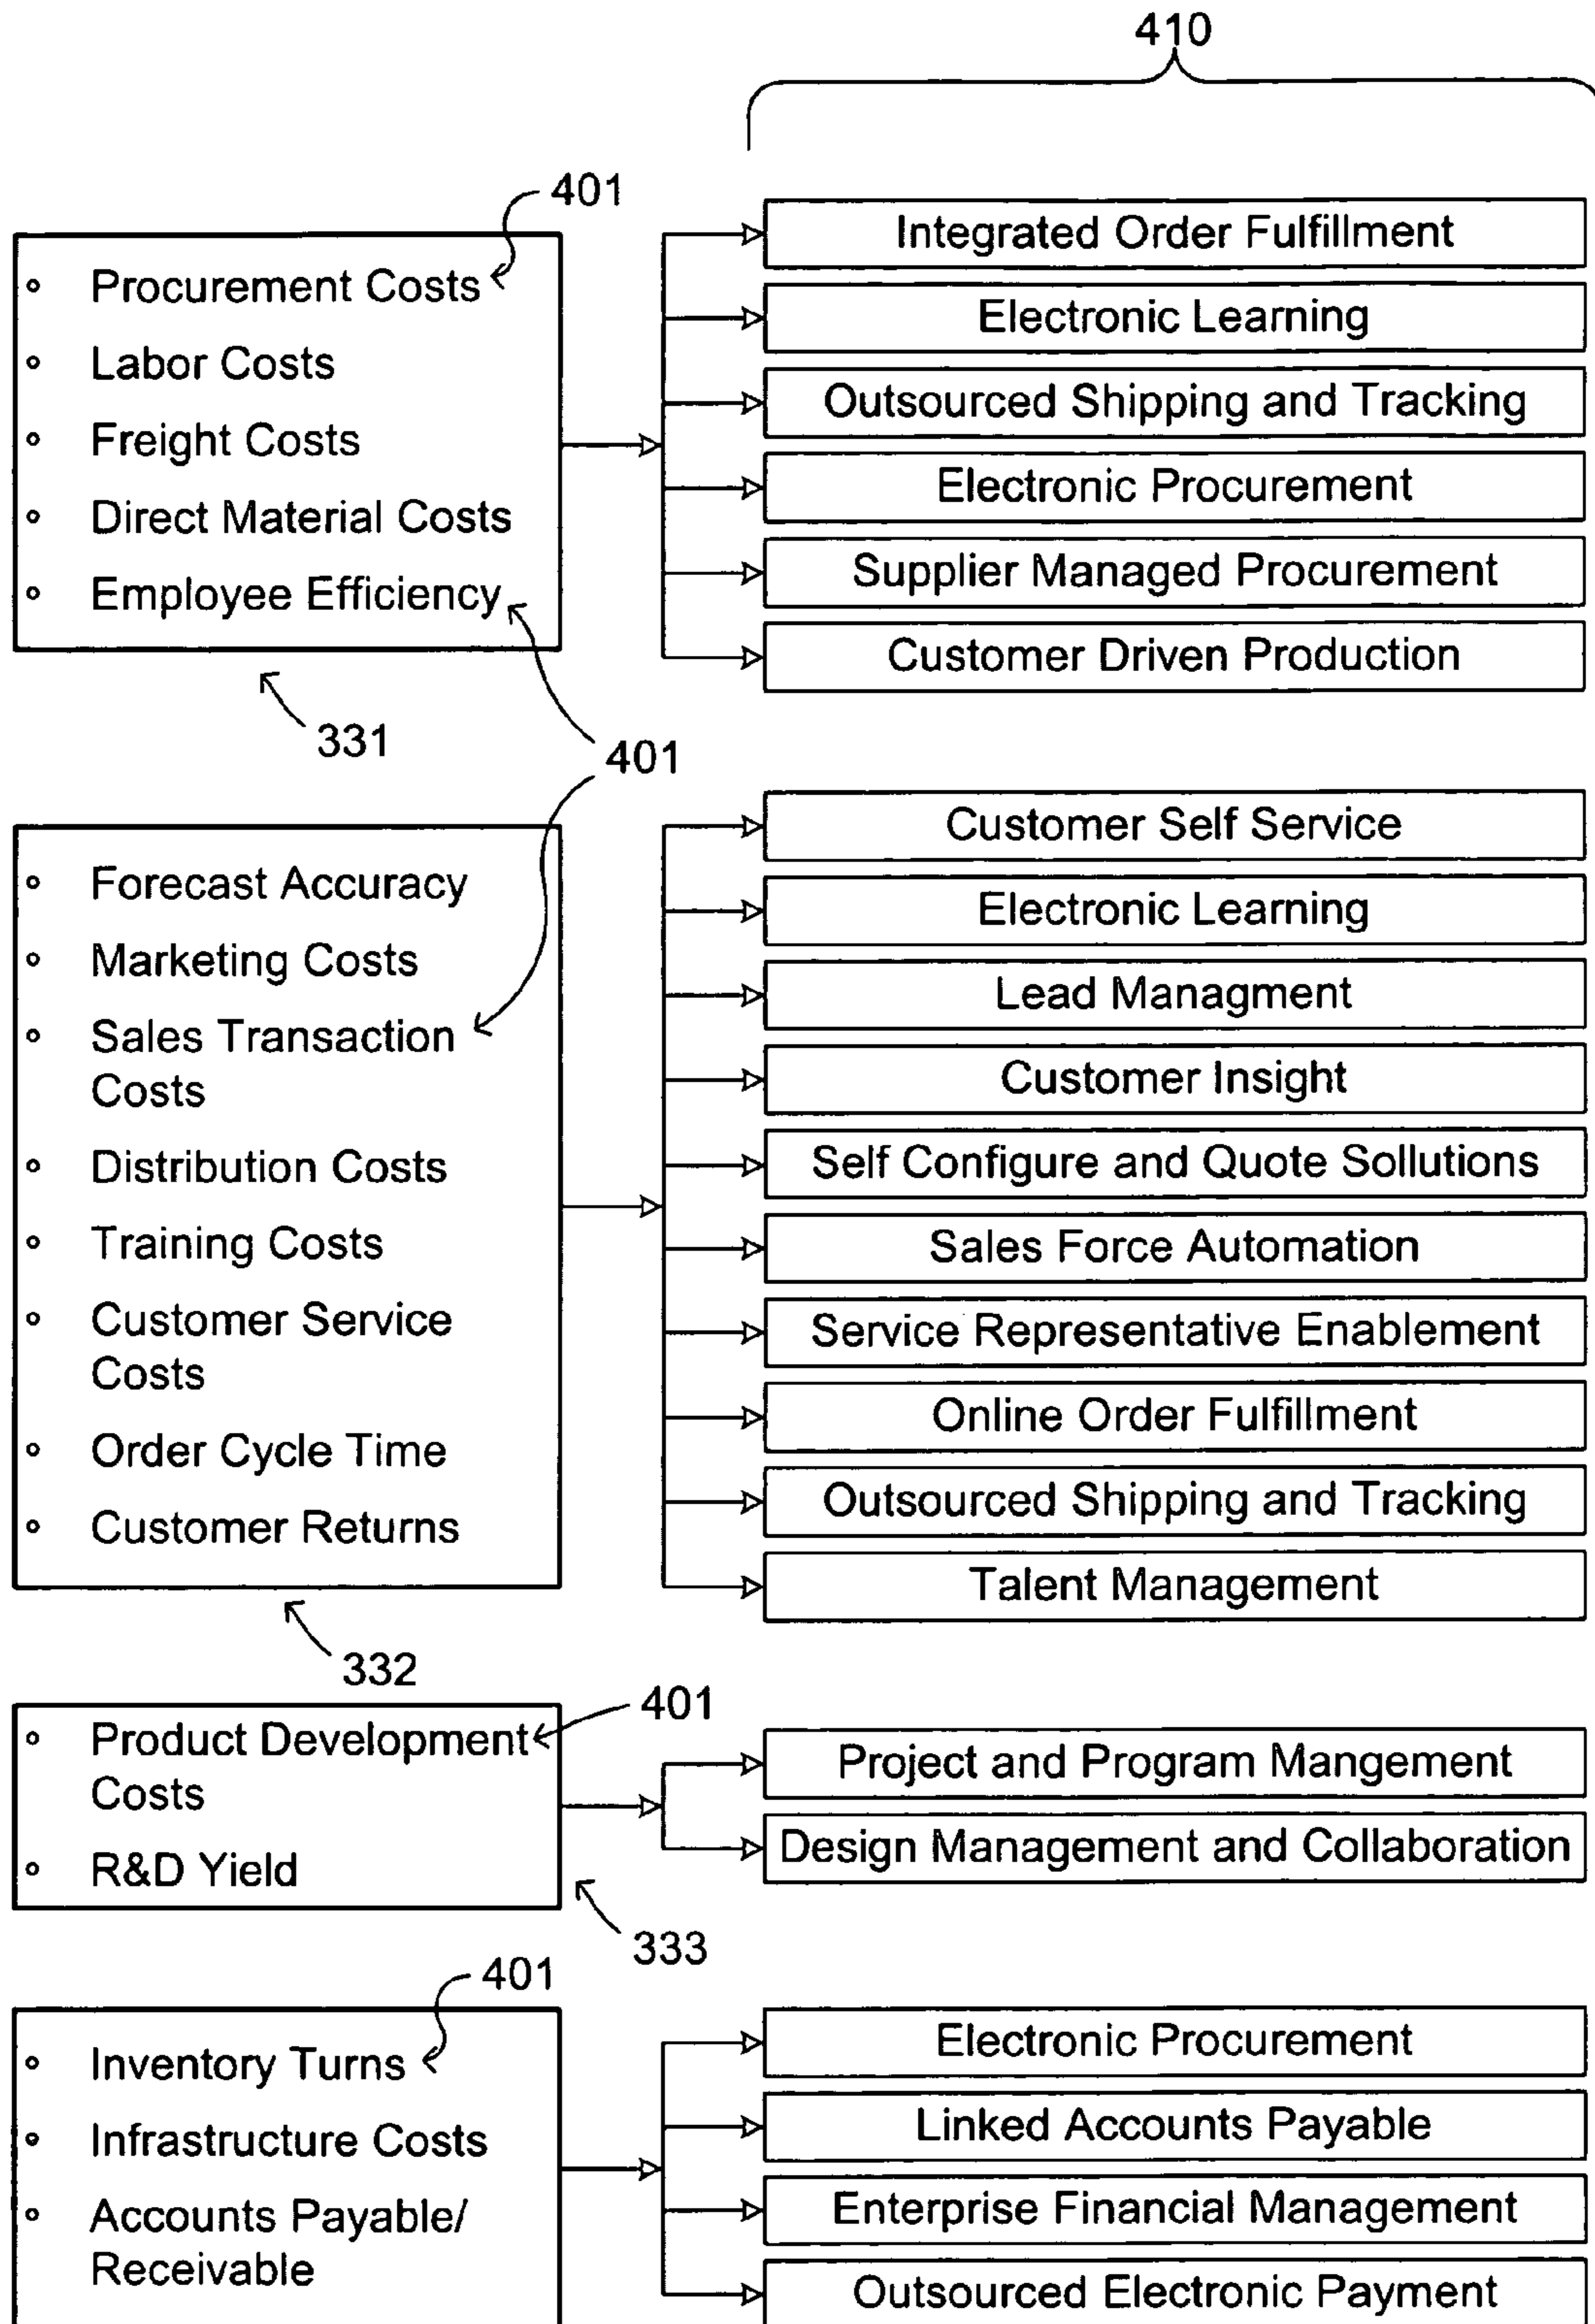 410
401
Procurement Costs
Labor Costs
Freight Costs
Direct Material Costs
Employee Efficiency
331
401
Integrated Order Fulfillment
Electronic Learning
Outsourced Shipping and Tracking
Electronic Procurement
Supplier Managed Procurement
Customer Driven Production
Forecast Accuracy
Marketing Costs
Sales Transaction
Costs
Distribution Costs
Training Costs
Customer Service
Costs
Order Cycle Time
Customer Returns
332
Customer Self Service
Electronic Learning
Lead Managment
Customer Insight
Self Configure and Quote Sollutions
Sales Force Automation
Service Representative Enablement
Online Order Fulfillment
Outsourced Shipping and Tracking
Talent Management
401
Product Development
Costs
R&D Yield
333
Project and Program Mangement
Design Management and Collaboration
401
Inventory Turns
Infrastructure Costs
Accounts Payable/
Receivable
Electronic Procurement
Linked Accounts Payable
Enterprise Financial Management
Outsourced Electronic Payment